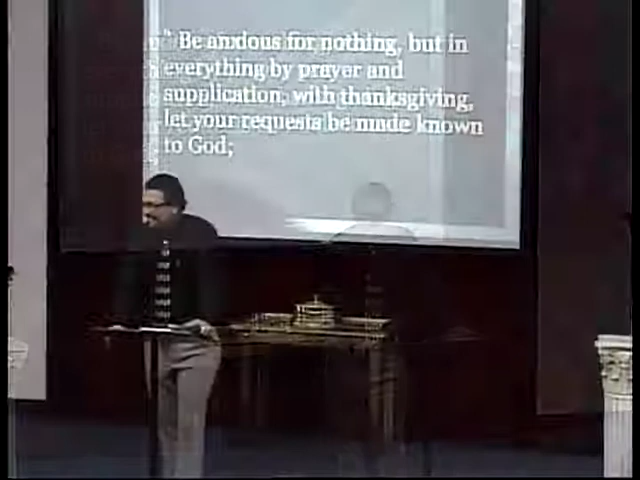 " Be anxious for nothing, but in
everything by prayer and
supplication, with thanksgiving,
let your requests be made known
to God;